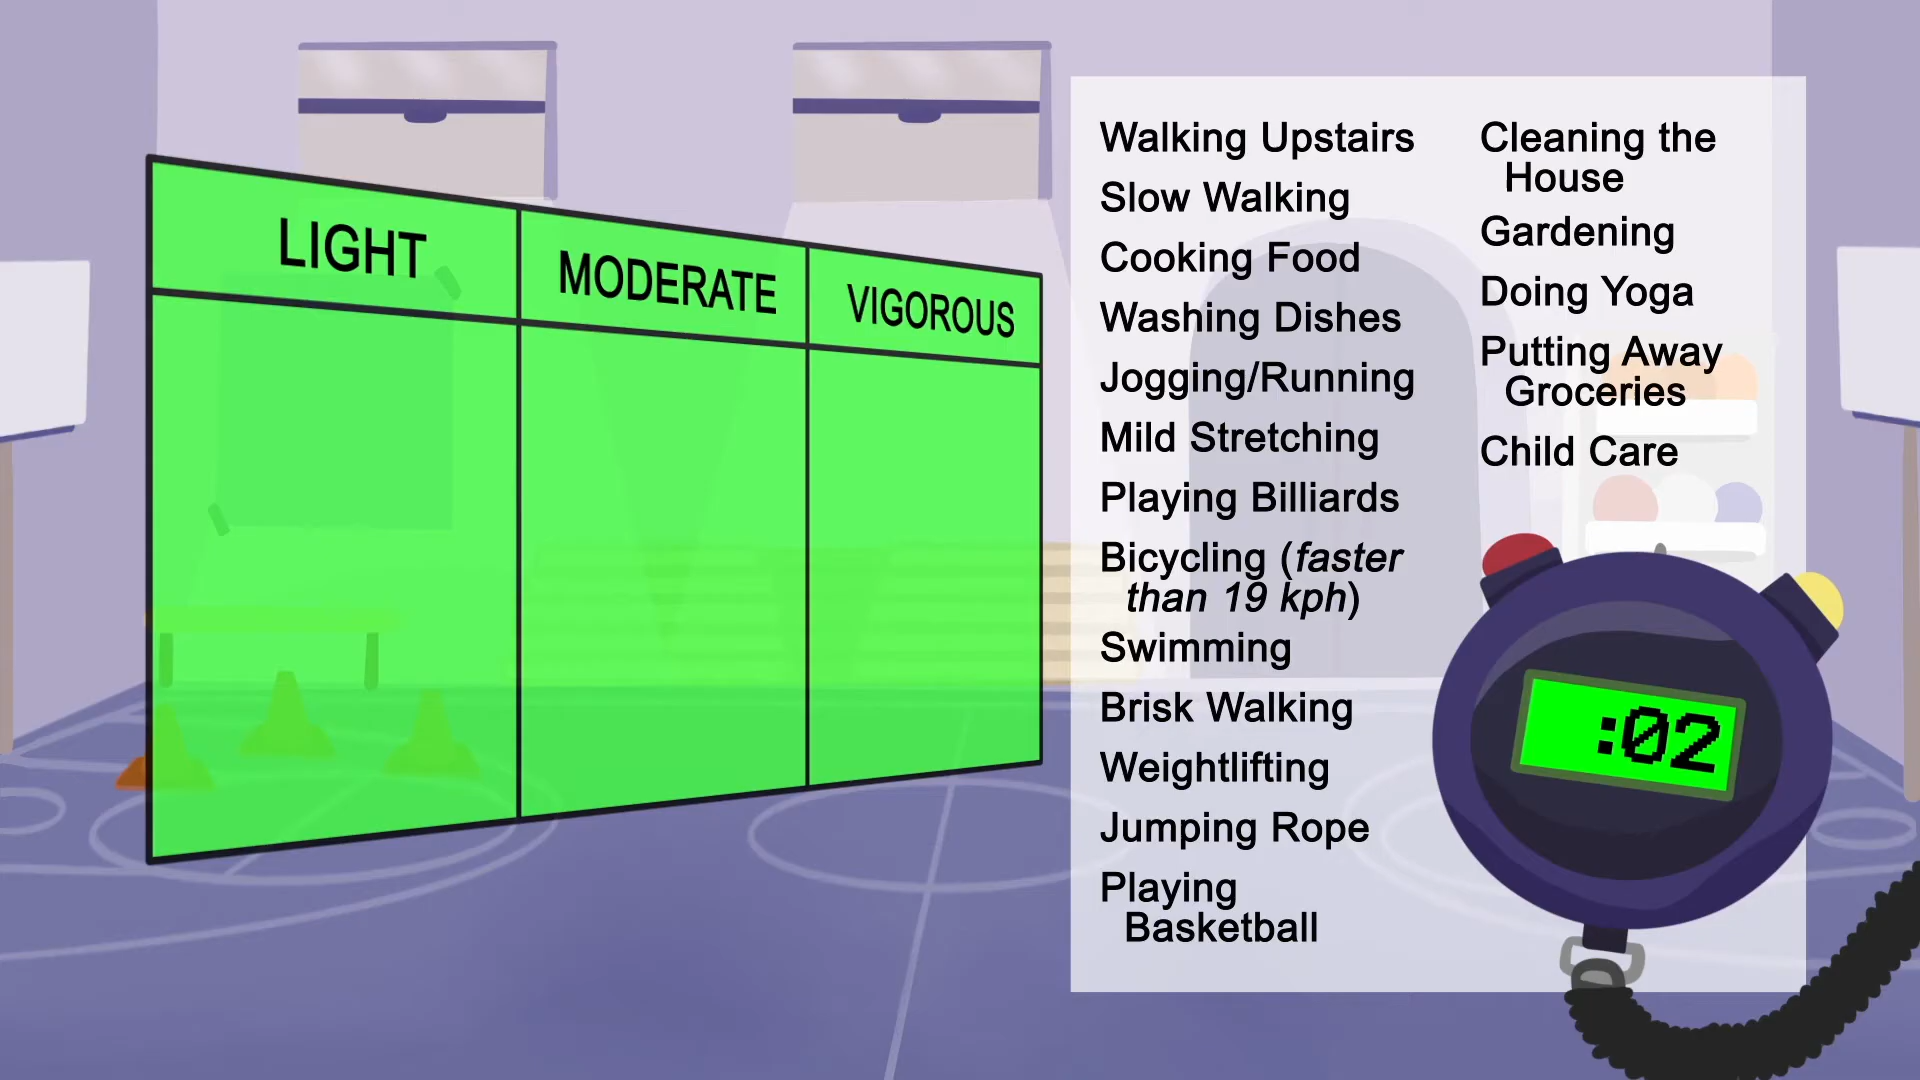 LIGHT
MODERATE
VIGOROUS
Walking Upstairs
Slow Walking
Cooking Food
Washing Dishes
Jogging/Running
Mild Stretching
Playing Billiards
Bicycling (faster
than 19 kph)
Swimming
Brisk Walking
Weightlifting
Jumping Rope
Playing
Basketball
Cleaning the
House
Gardening
Doing Yoga
Putting Away
Groceries
Child Care
:02